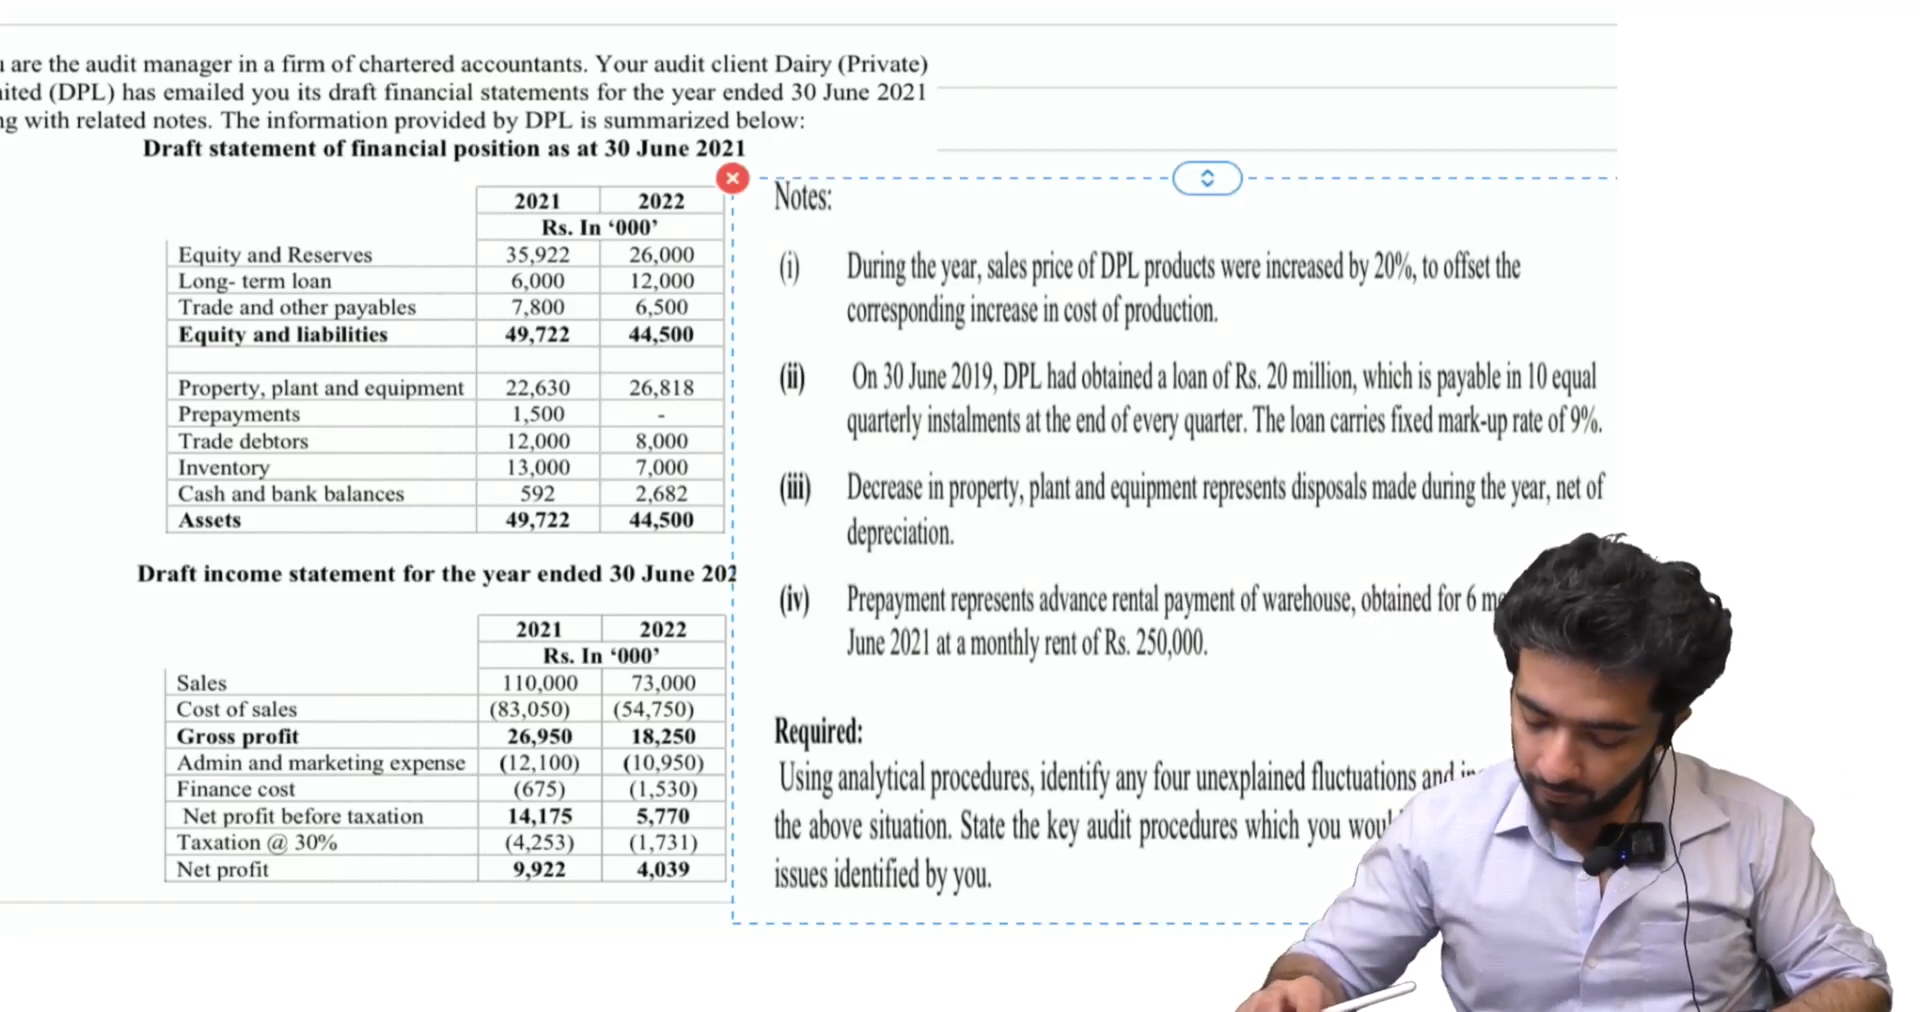 are the audit manager in a firm of chartered accountants. Your audit client Dairy (Private)
ited (DPL) has emailed you its draft financial statements for the year ended 30 June 2021
g with related notes. The information provided by DPL is summarized below:
Draft statement of financial position as at 30 June 2021
2021 2022
Rs. In ‘000’
Equity and Reserves 35,922 26,000
Long- term loan 6,000 12,000
Trade and other payables 7,800 6,500
Equity and liabilities 49,722 44,500
Property, plant and equipment 22,630 26,818
Prepayments 1,500 -
Trade debtors 12,000 8,000
Inventory 13,000 7,000
Cash and bank balances 592 2,682
Assets 49,722 44,500
Draft income statement for the year ended 30 June 202
2021 2022
Rs. In ‘000’
Sales 110,000 73,000
Cost of sales (83,050) (54,750)
Gross profit 26,950 18,250
Admin and marketing expense (12,100) (10,950)
Finance cost (675) (1,530)
Net profit before taxation 14,175 5,770
Taxation @ 30% (4,253) (1,731)
Net profit 9,922 4,039
Notes:
(i) During the year, sales price of DPL products were increased by 20%, to offset the
corresponding increase in cost of production.
(ii) On 30 June 2019, DPL had obtained a loan of Rs. 20 million, which is payable in 10 equal
quarterly instalments at the end of every quarter. The loan carries fixed mark-up rate of 9%.
(iii) Decrease in property, plant and equipment represents disposals made during the year, net of
depreciation.
(iv) Prepayment represents advance rental payment of warehouse, obtained for 6
June 2021 at a monthly rent of Rs. 250,000.
Required:
Using analytical procedures, identify any four unexplained fluctuations and
the above situation. State the key audit procedures which you
issues identified by you.